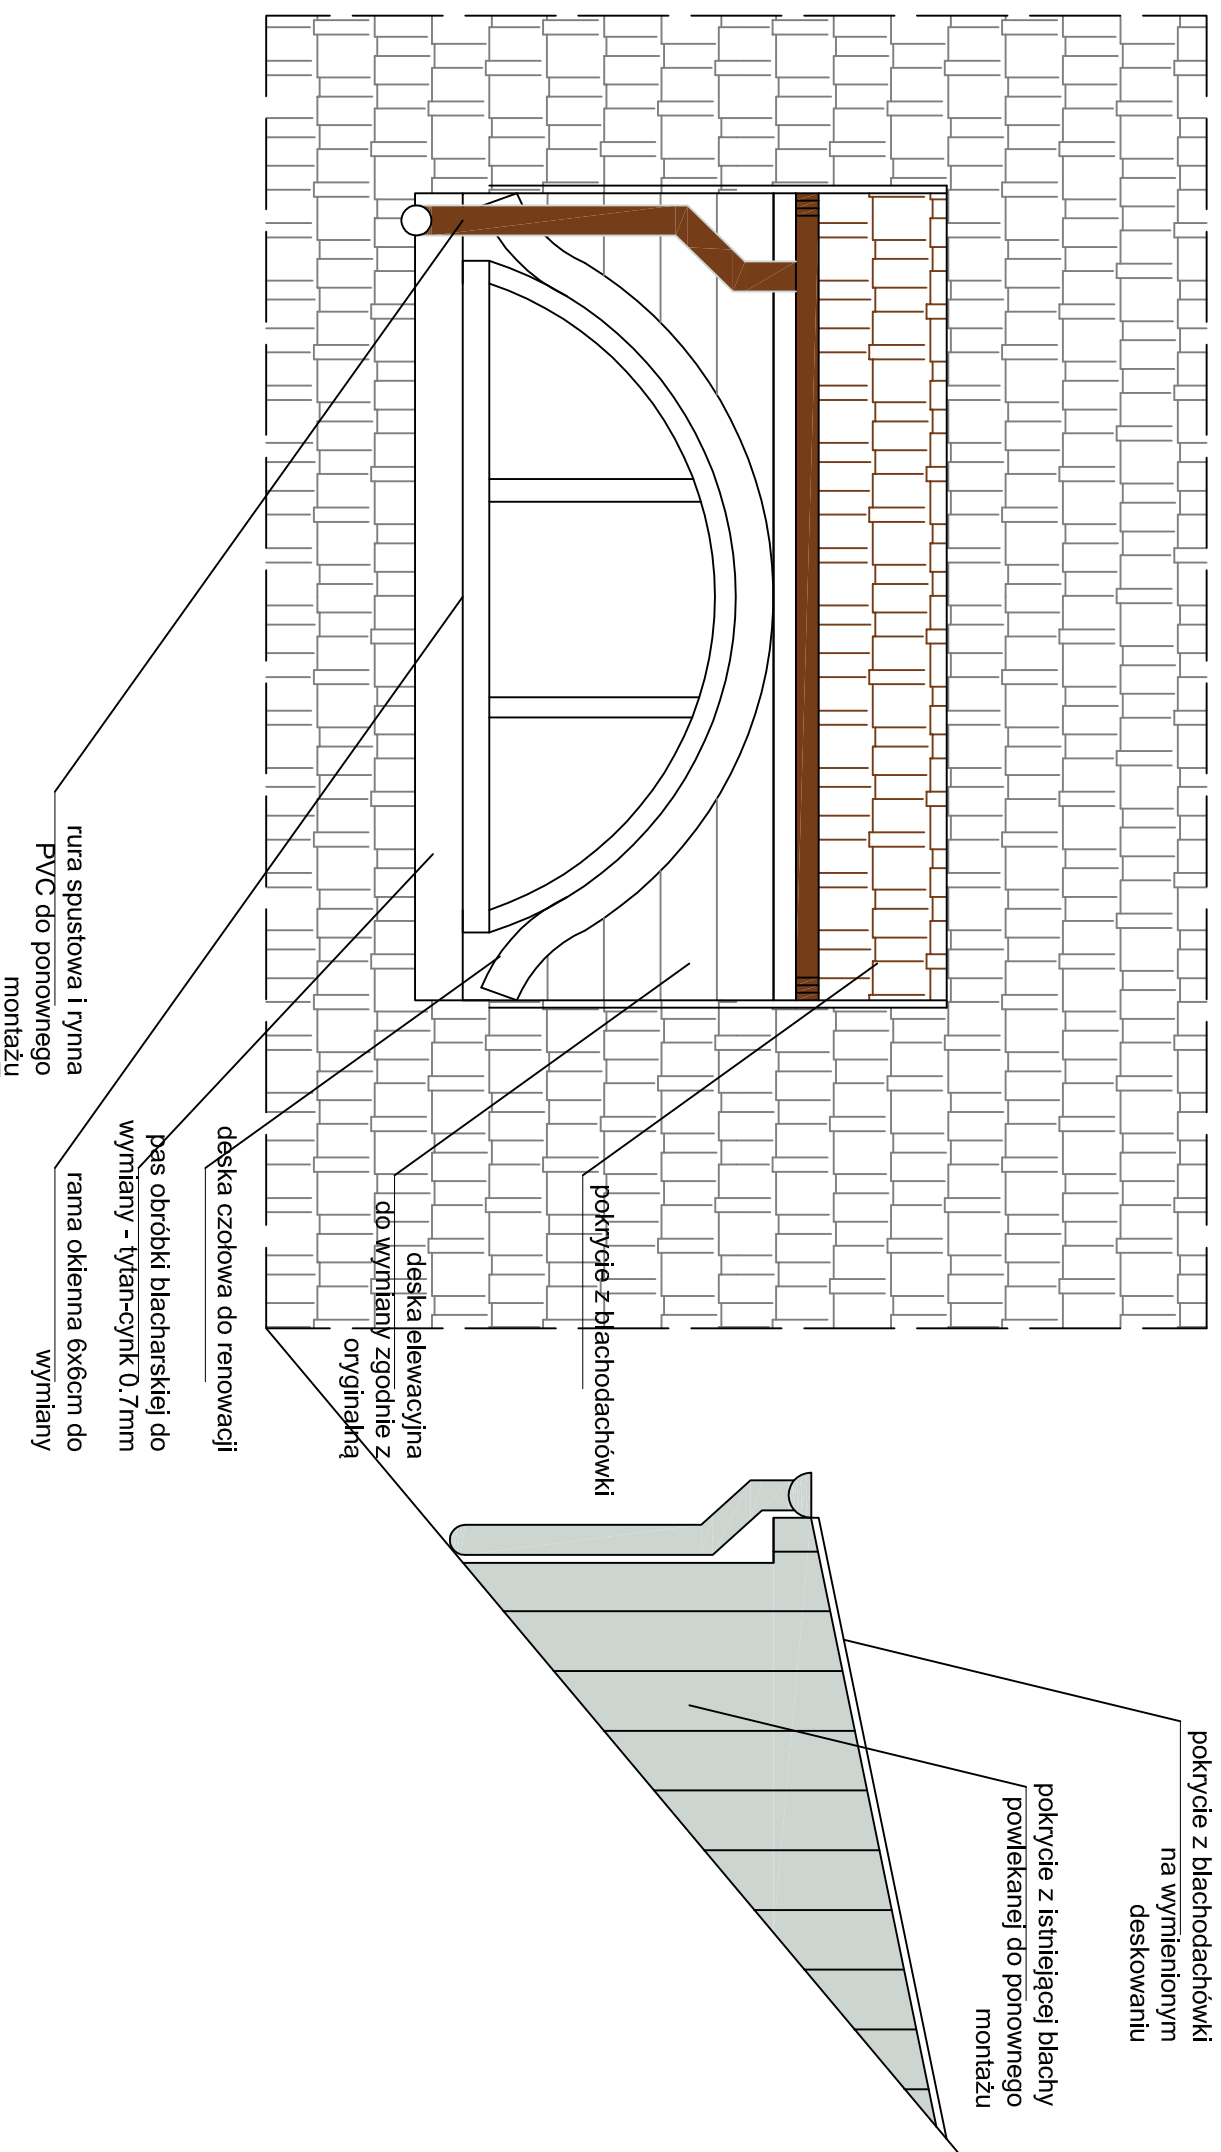 pokrycie z blachodachówki
na wymienionym
deskowaniu
pokrycie z istniejącej blachy
powlekanej do ponownego
montażu
pokrycie z blachodachówki
deska elewacyjna
do wymiany zgodnie z
oryginalną
deska czołowa do renowacji
pas obróbki blacharskiej do
wymiany - tytan-cynk 0.7mm
rama okienna 6x6cm do
wymiany
rura spustowa i rynna
PVC do ponownego
montażu